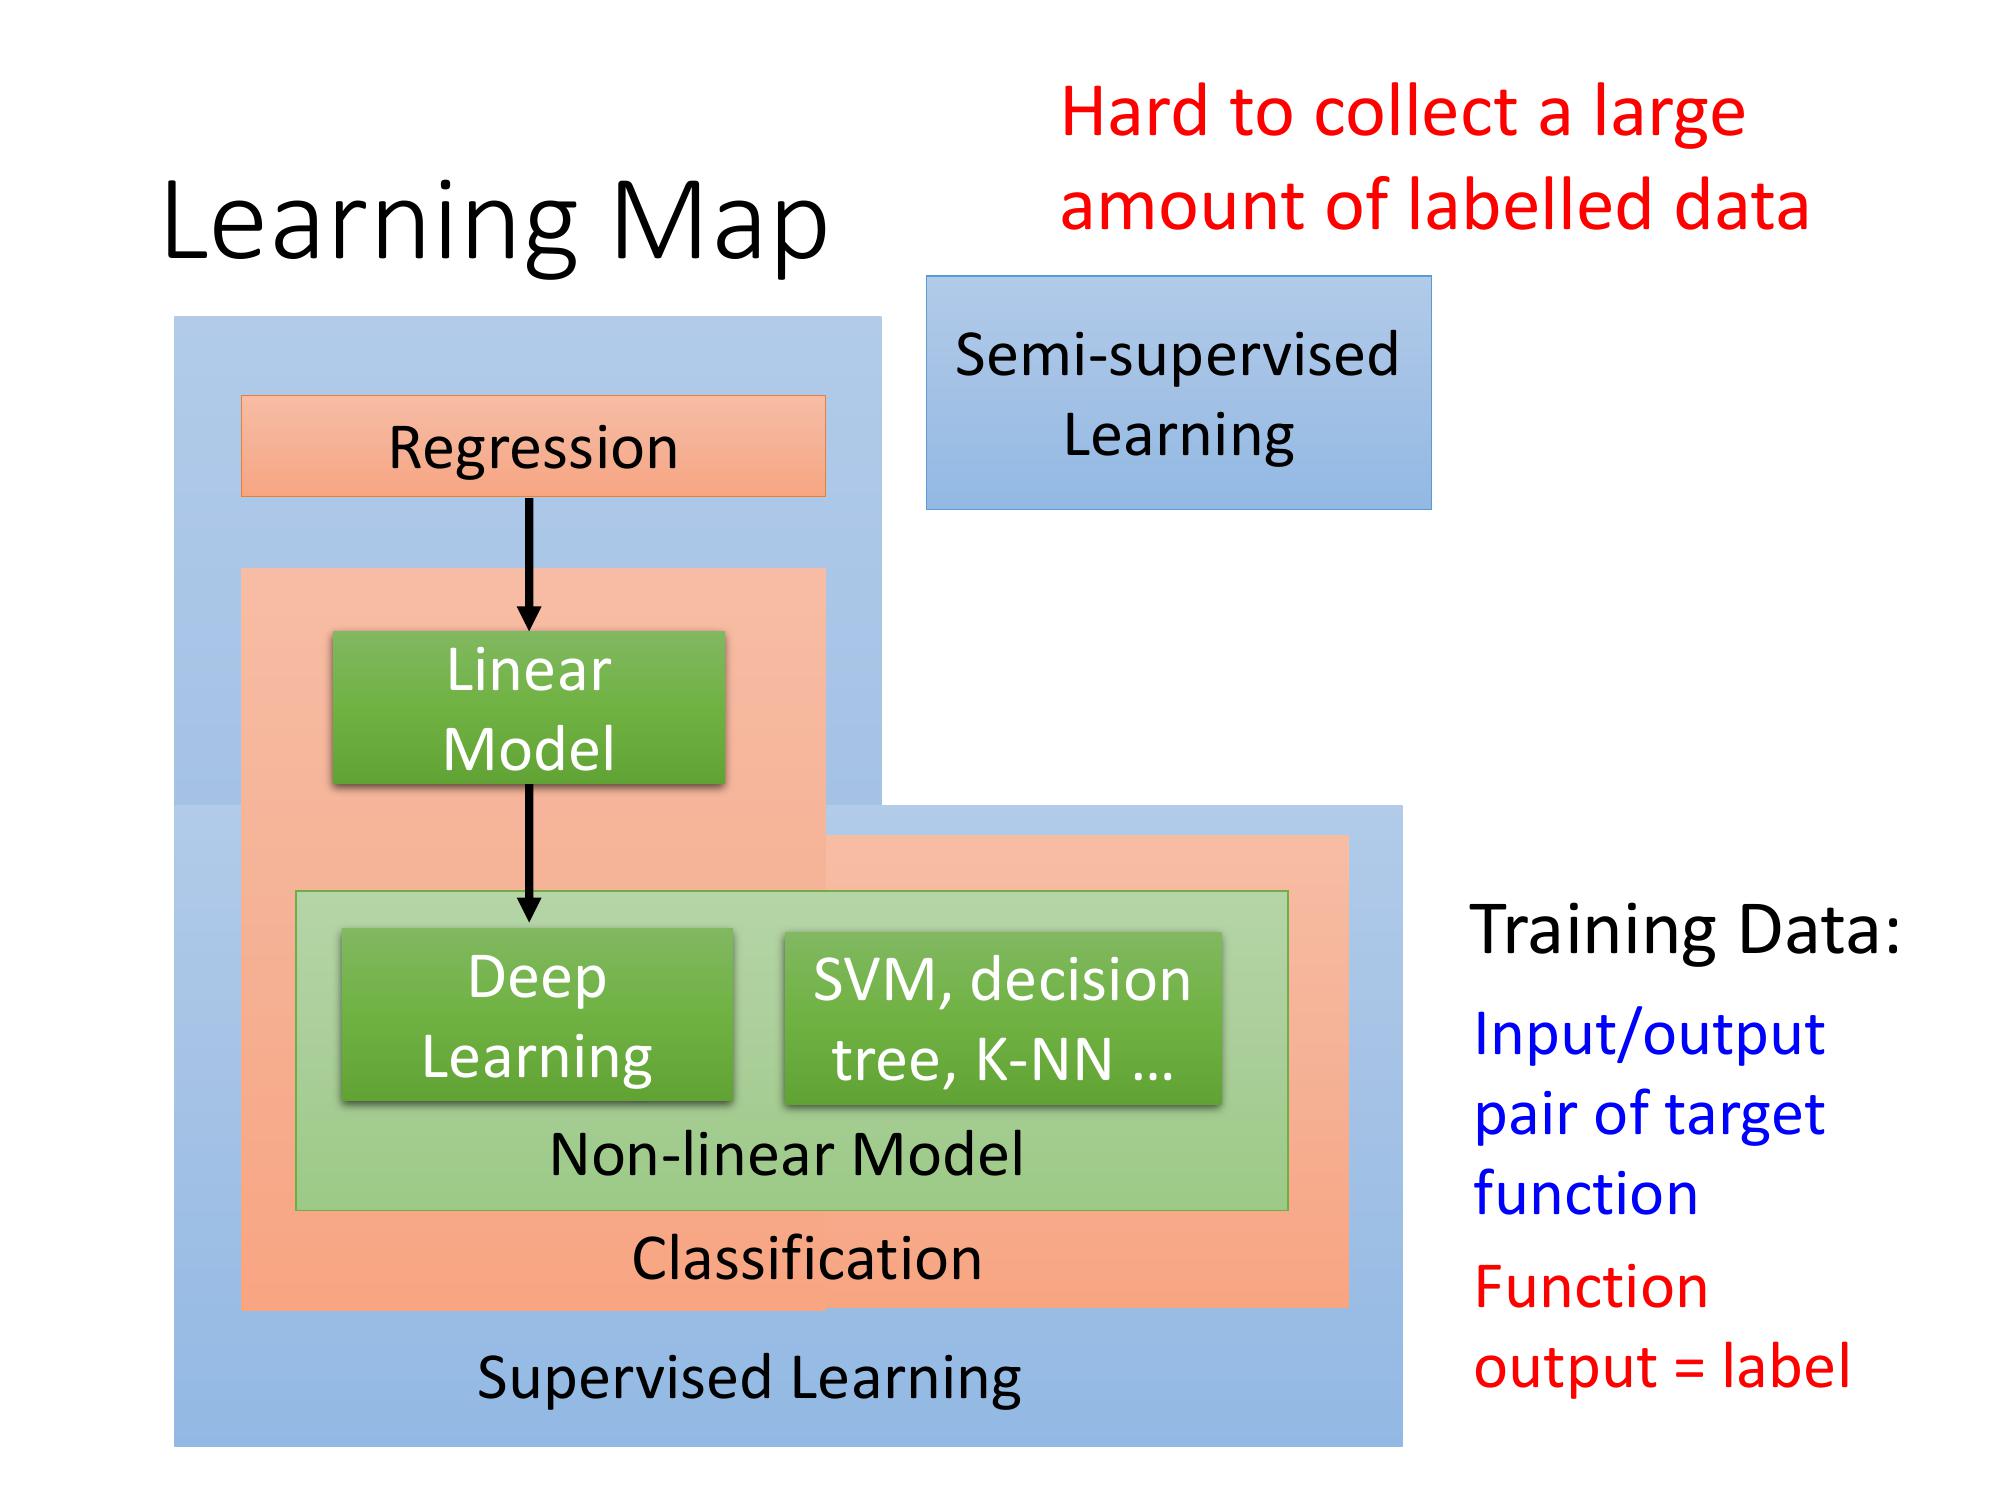 Hard to collect a large
amount of labelled data
Learning Map
Semi-supervised
Learning
Regression
Linear
Model
Deep
Learning
SVM, decision
tree, K-NN ...
Non-linear Model
Classification
Supervised Learning
Training Data:
Input/output
pair of target
function
Function
output = label